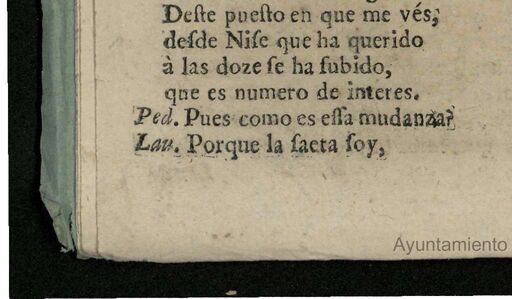 Deſte pueſto en que me vés;
deſde Niſe que ha querido
à las doze ſe ha ſubido,
que es numero de interes.
Ped. Pues como es eſſa mudanza?
Lau. Porque la ſaeta ſoy,
Ayuntamiento